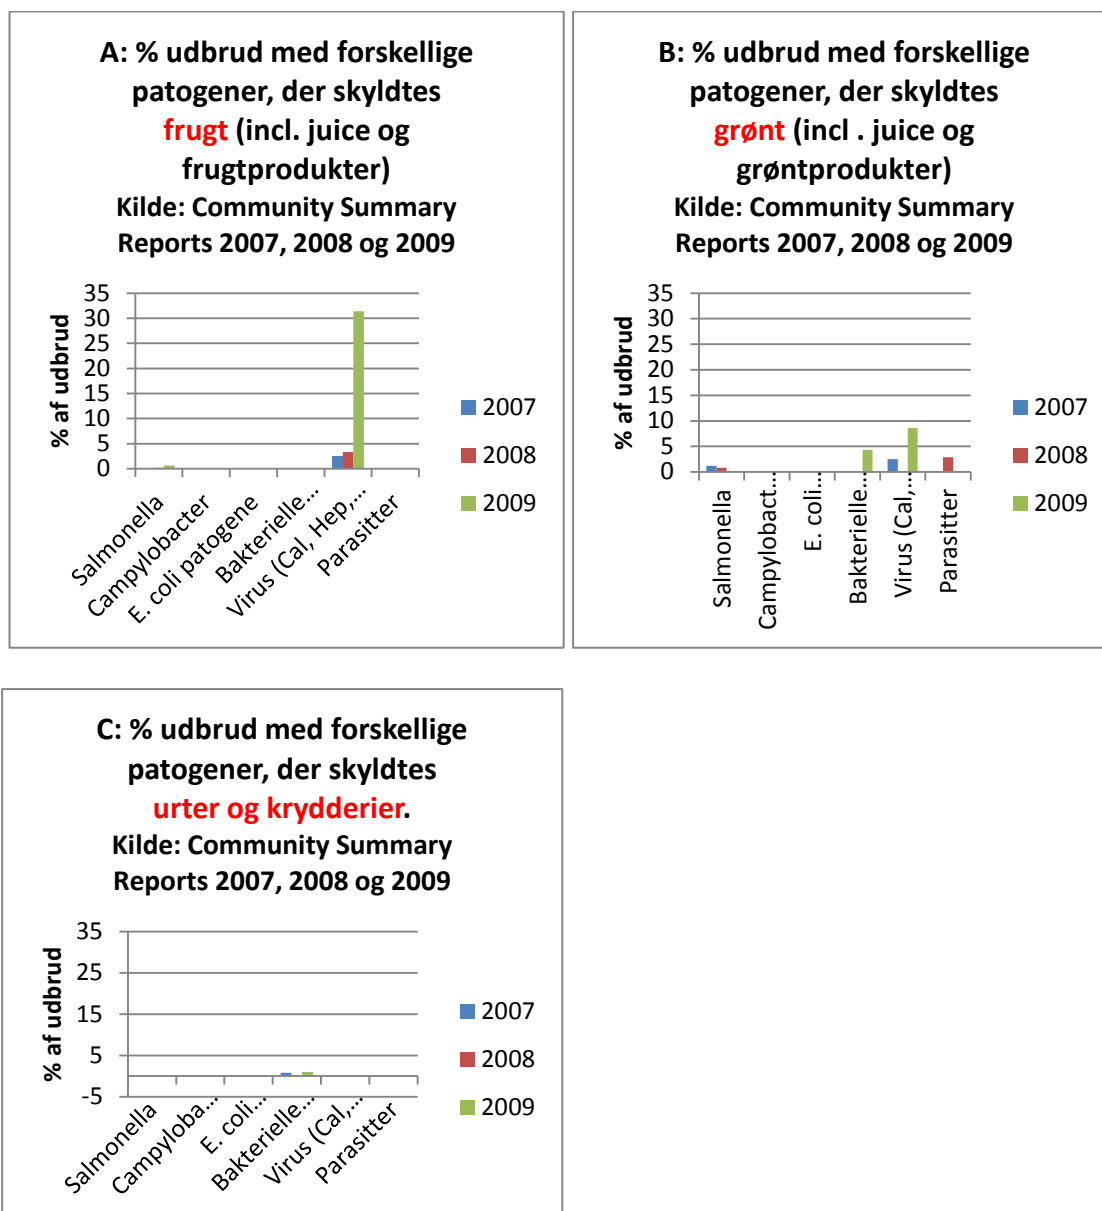 A: % udbrud med forskellige
patogener, der skyldtes
frugt (incl. juice og
frugtprodukter)
Kilde: Community Summary
Reports 2007, 2008 og 2009
% af udbrud
35
30
25
20
15
10
5
0
Salmonella
Campylobacter
E. coli patogene
Bakterielle...
Virus (Cal, Hep,...
Parasitter
2007
2008
2009
B: % udbrud med forskellige
patogener, der skyldtes
grønt (incl . juice og
grøntprodukter)
Kilde: Community Summary
Reports 2007, 2008 og 2009
% af udbrud
35
30
25
20
15
10
5
0
Salmonella
Campylobact...
E. coli...
Bakterielle...
Virus (Cal,...
Parasitter
2007
2008
2009
C: % udbrud med forskellige
patogener, der skyldtes
urter og krydderier.
Kilde: Community Summary
Reports 2007, 2008 og 2009
% af udbrud
35
25
15
5
-5
Salmonella
Campyloba...
E. coli...
Bakterielle...
Virus (Cal,...
Parasitter
2007
2008
2009